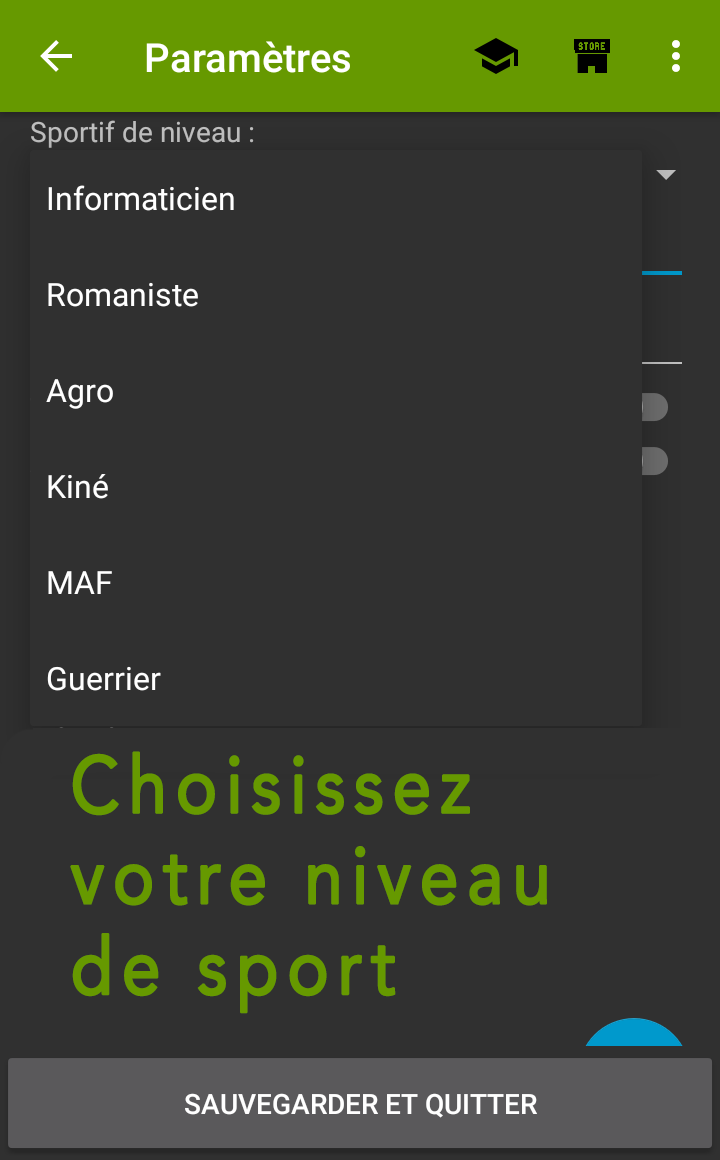 Paramètres
STORE
Sportif de niveau :
Informaticien
Romaniste
Agro
Kiné
MAF
Guerrier
Choisissez
votre niveau
de sport
SAUVEGARDER ET QUITTER